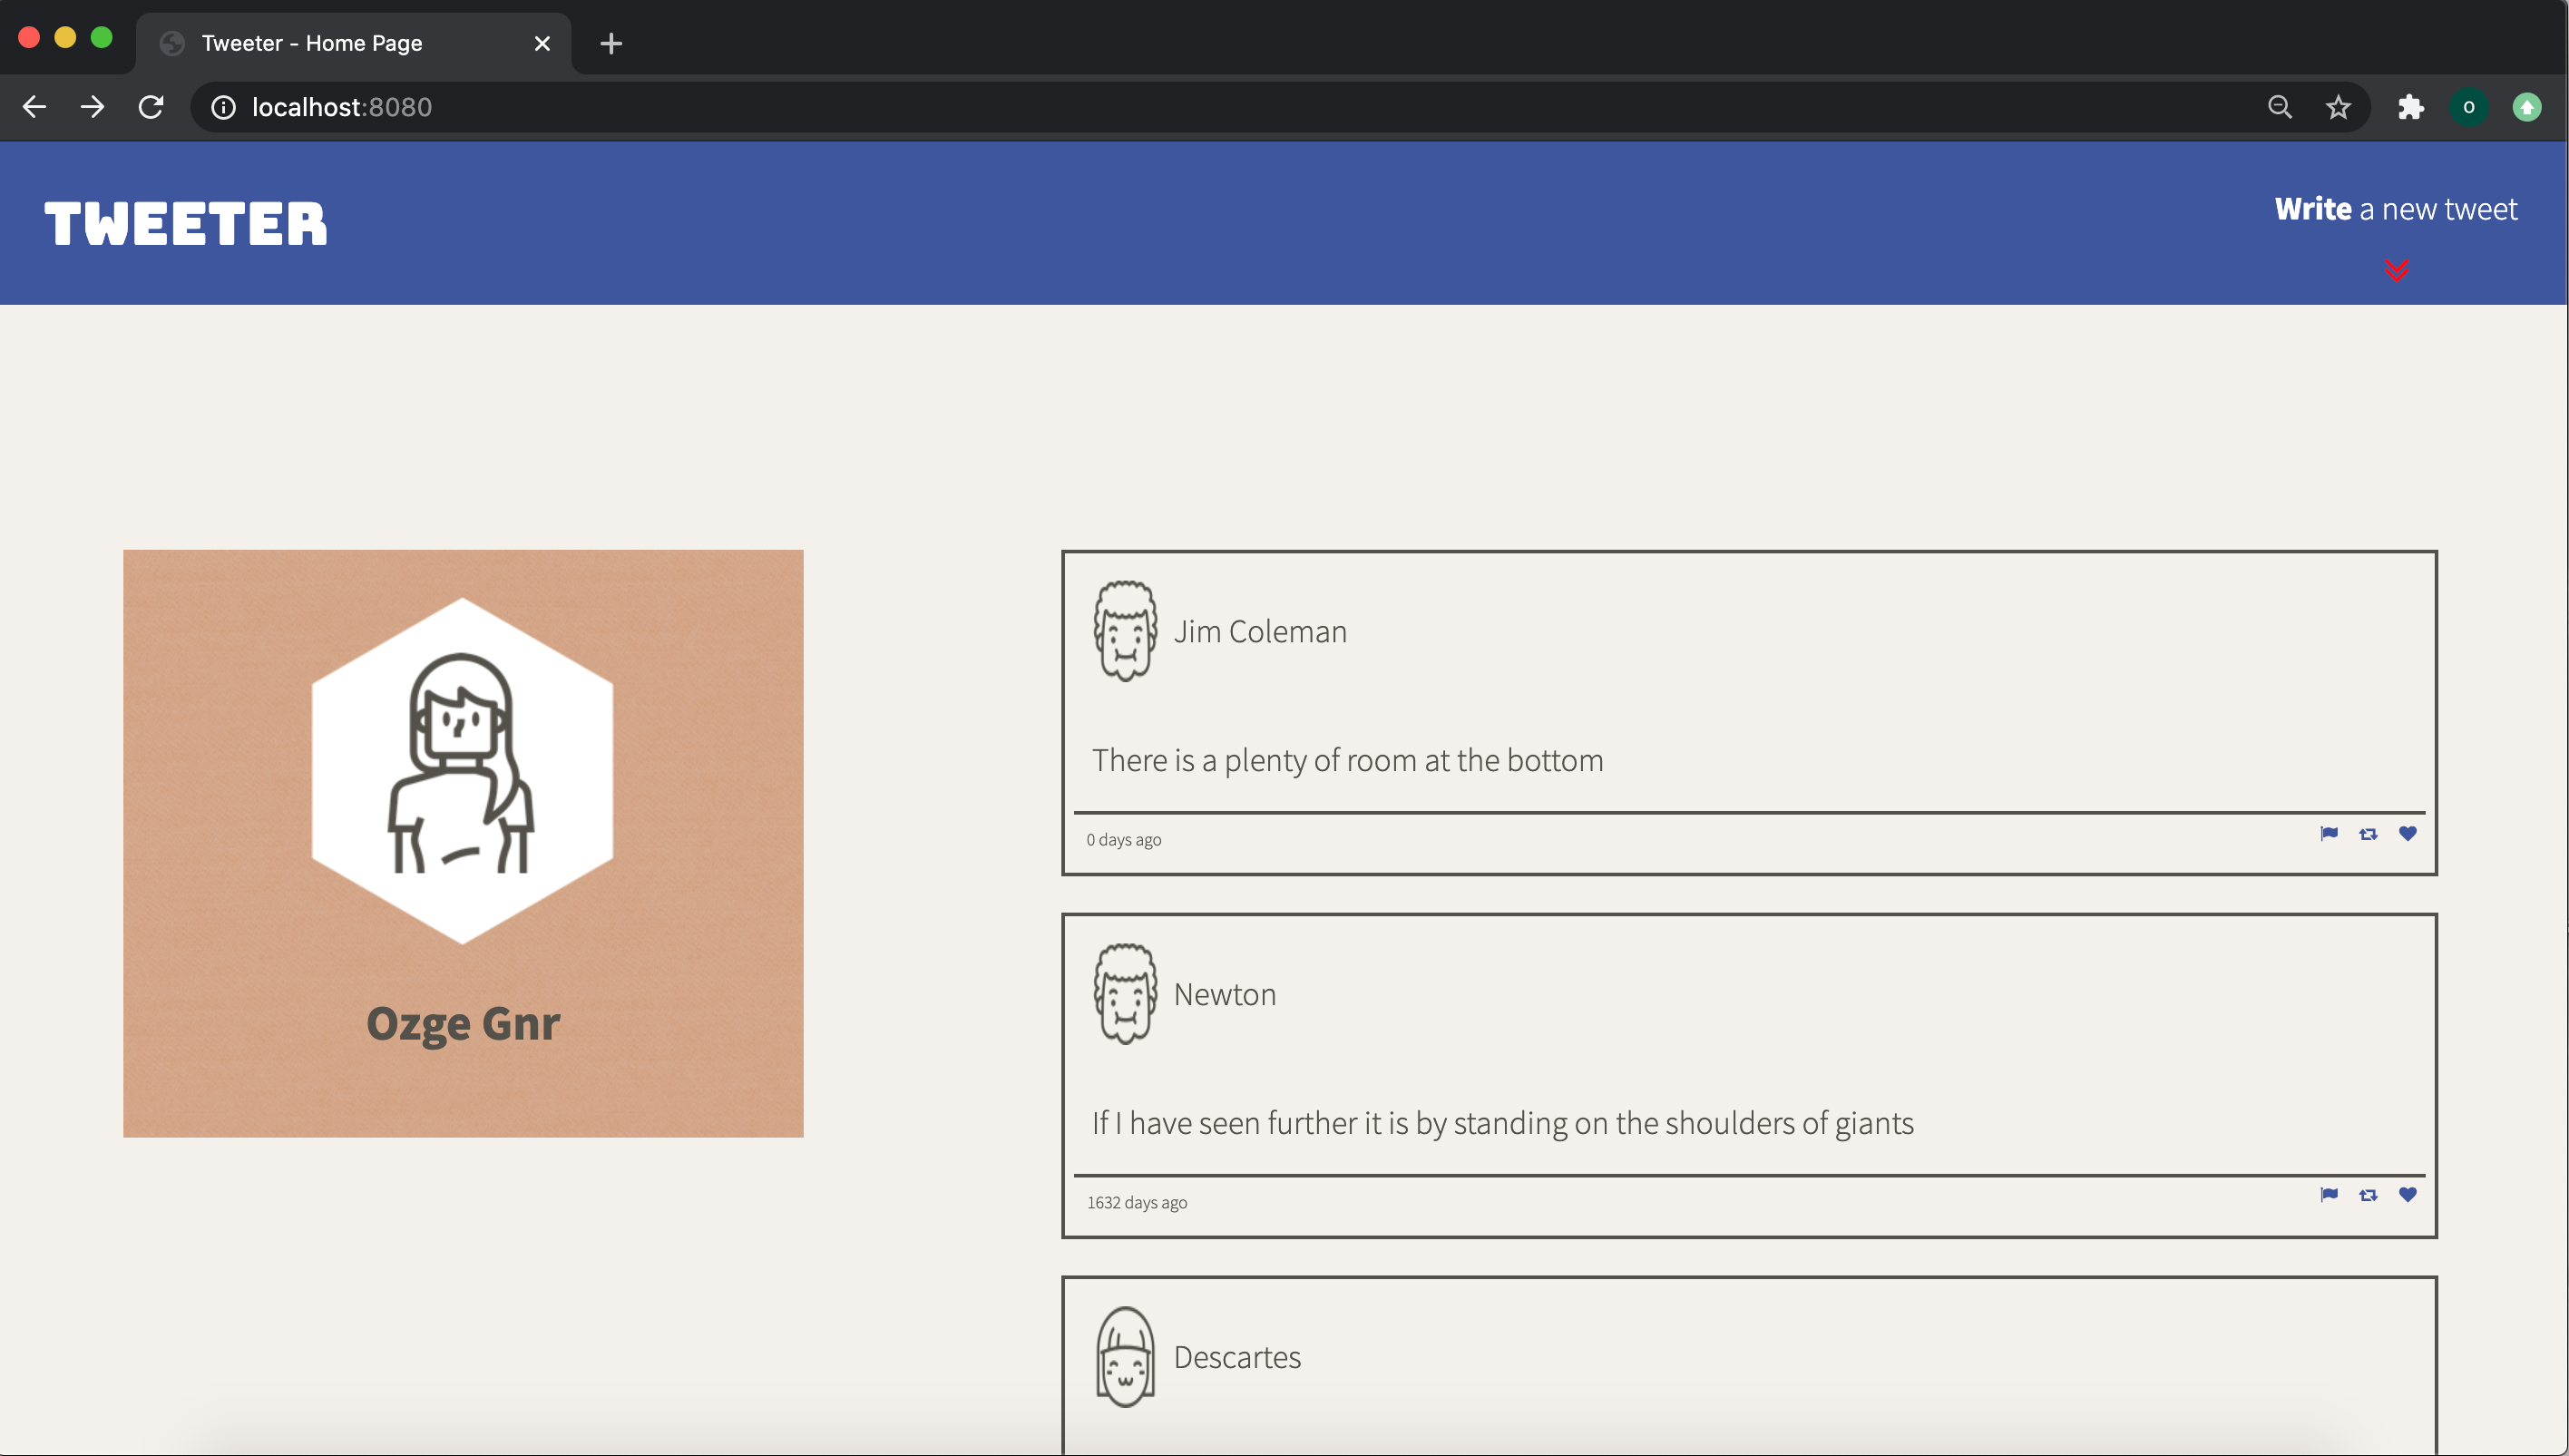 Tweeter - Home Page
localhost:8080
O
TWEETER
Write a new tweet
Ozge Gnr
Jim Coleman
There is a plenty of room at the bottom
0 days ago
Newton
If I have seen further it is by standing on the shoulders of giants
1632 days ago
Descartes